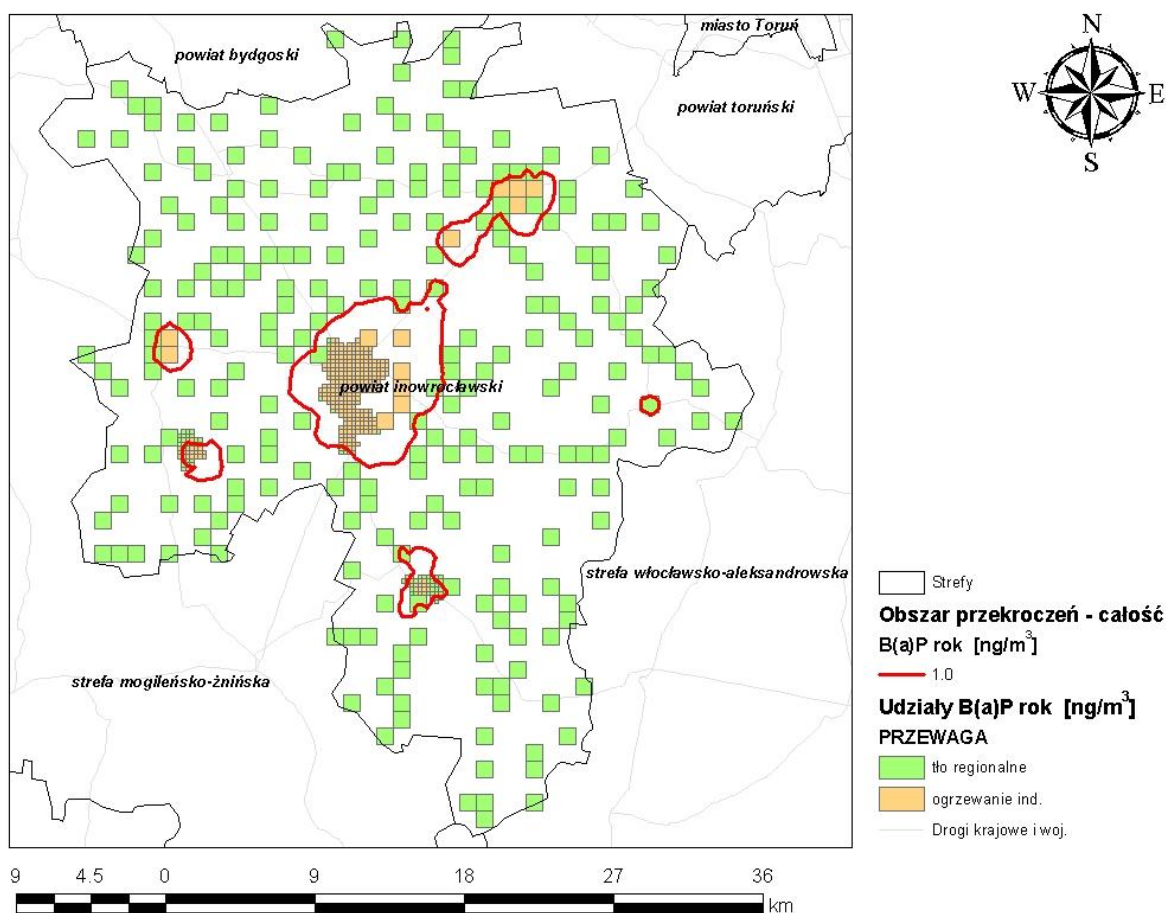 miasto Toruń
powiat bydgoski
powiat toruński
powiat inowrocławski
strefa włocławsko-aleksandrowska
strefa mogileńsko-żnińska
N
W E
S
Strefy
Obszar przekroczeń - całość
B(a)P rok [ng/m³]
1.0
Udziały B(a)P rok [ng/m³]
PRZEWAGA
tło regionalne
ogrzewanie ind.
Drogi krajowe i woj.
9 4.5 0 9 18 27 36
km